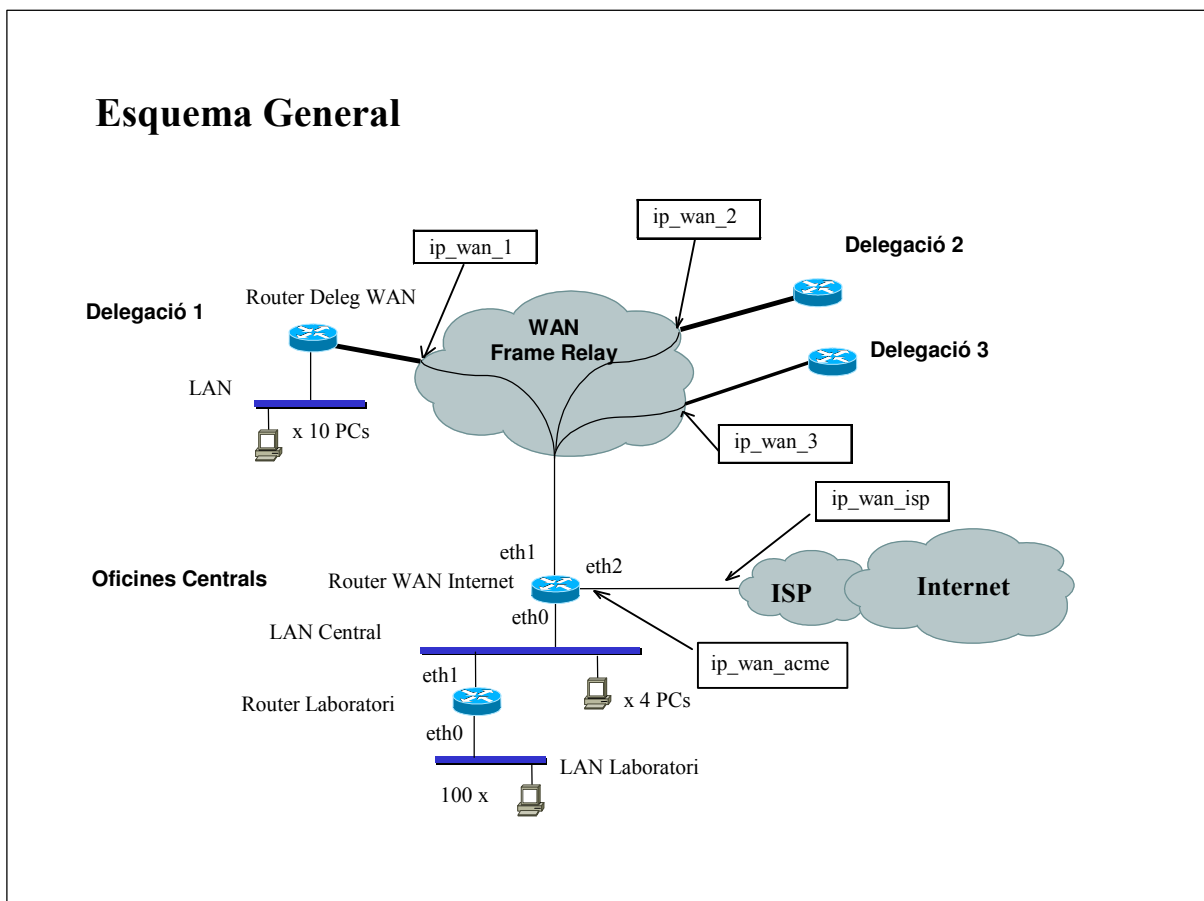 Esquema General
ip_wan_2
ip_wan_1
Delegació 2
Router Deleg WAN
Delegació 1
WAN
Frame Relay
Delegació 3
LAN
x 10 PCs
ip_wan_3
ip_wan_isp
eth1
eth2
Oficines Centrals
Router WAN Internet
ISP
Internet
eth0
LAN Central
ip_wan_acme
eth1
Router Laboratori
x 4 PCs
eth0
LAN Laboratori
100 x